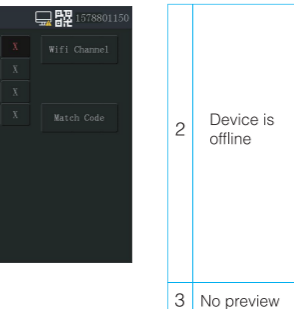 1578801150
X Wifi Channel
X
X
X Match Code
2 Device is
offline
3 No preview